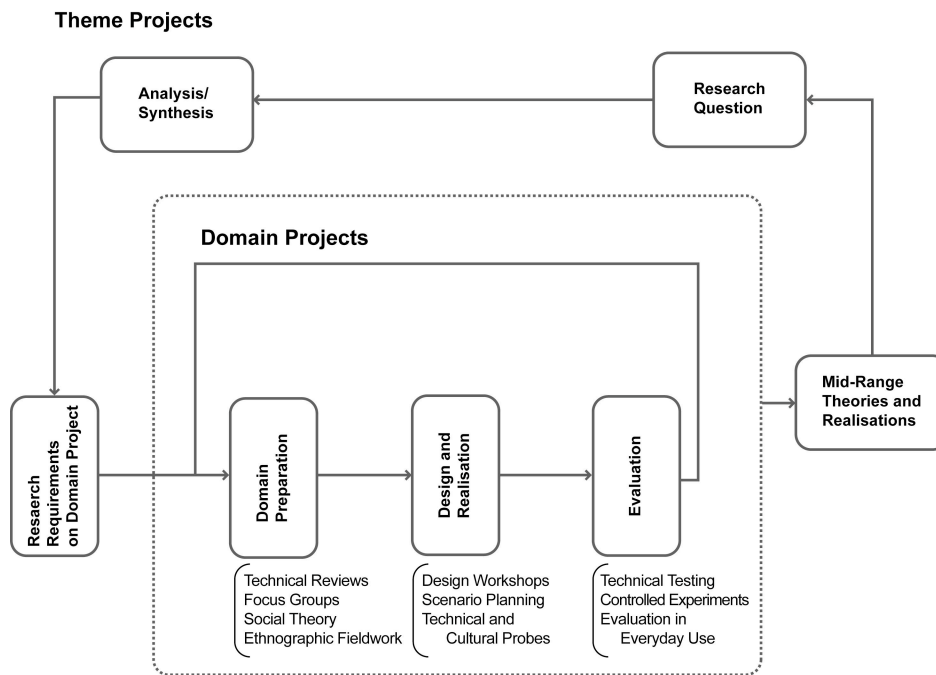 Theme Projects
Analysis/
Synthesis
Research
Question
Domain Projects
Mid-Range
Theories and
Realisations
Resaerch
Requirements
on Domain Project
Domain
Preparation
Design and
Realisation
Evaluation
Technical Reviews
Focus Groups
Social Theory
Ethnographic Fieldwork
Design Workshops
Scenario Planning
Technical and
Cultural Probes
Technical Testing
Controlled Experiments
Evaluation in
Everyday Use